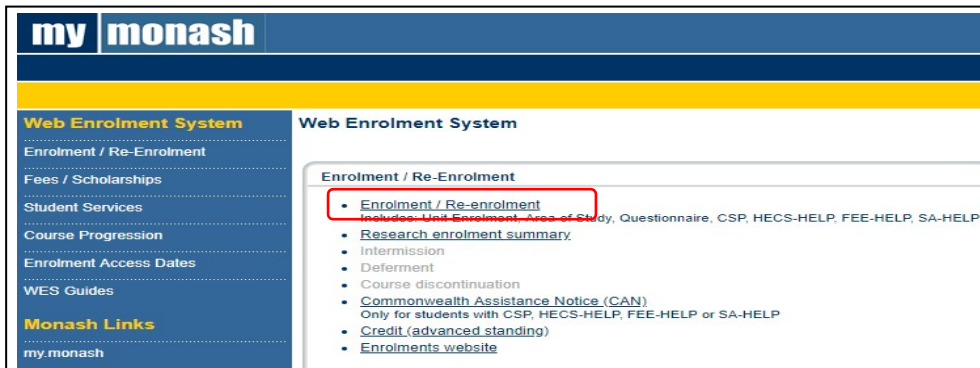 my monash
Web Enrolment System
Enrolment / Re-Enrolment
Fees / Scholarships
Student Services
Course Progression
Enrolment Access Dates
WES Guides
Monash Links
my.monash
Web Enrolment System
Enrolment / Re-Enrolment
Enrolment / Re-enrolment
Includes: Unit Enrolment, Area of Study, Questionnaire, CSP, HECS-HELP, FEE-HELP, SA-HELP
Research enrolment summary
Intermission
Deferment
Course discontinuation
Commonwealth Assistance Notice (CAN)
Only for students with CSP, HECS-HELP, FEE-HELP or SA-HELP
Credit (advanced standing)
Enrolments website